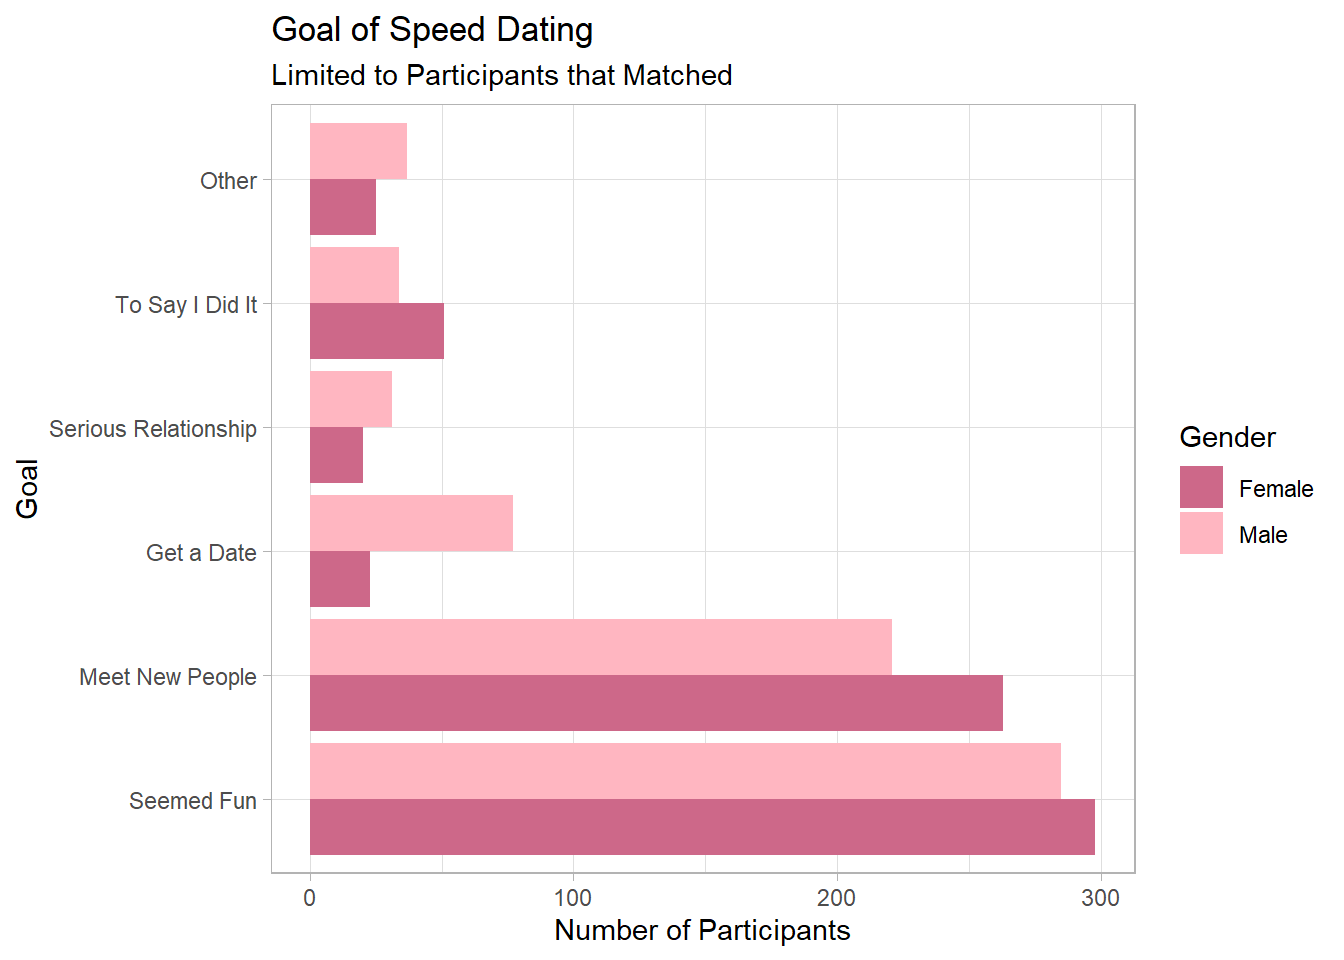 Goal of Speed Dating
Limited to Participants that Matched
Goal
Other
To Say I Did It
Serious Relationship
Get a Date
Meet New People
Seemed Fun
0
100
200
300
Number of Participants
Gender
Female
Male